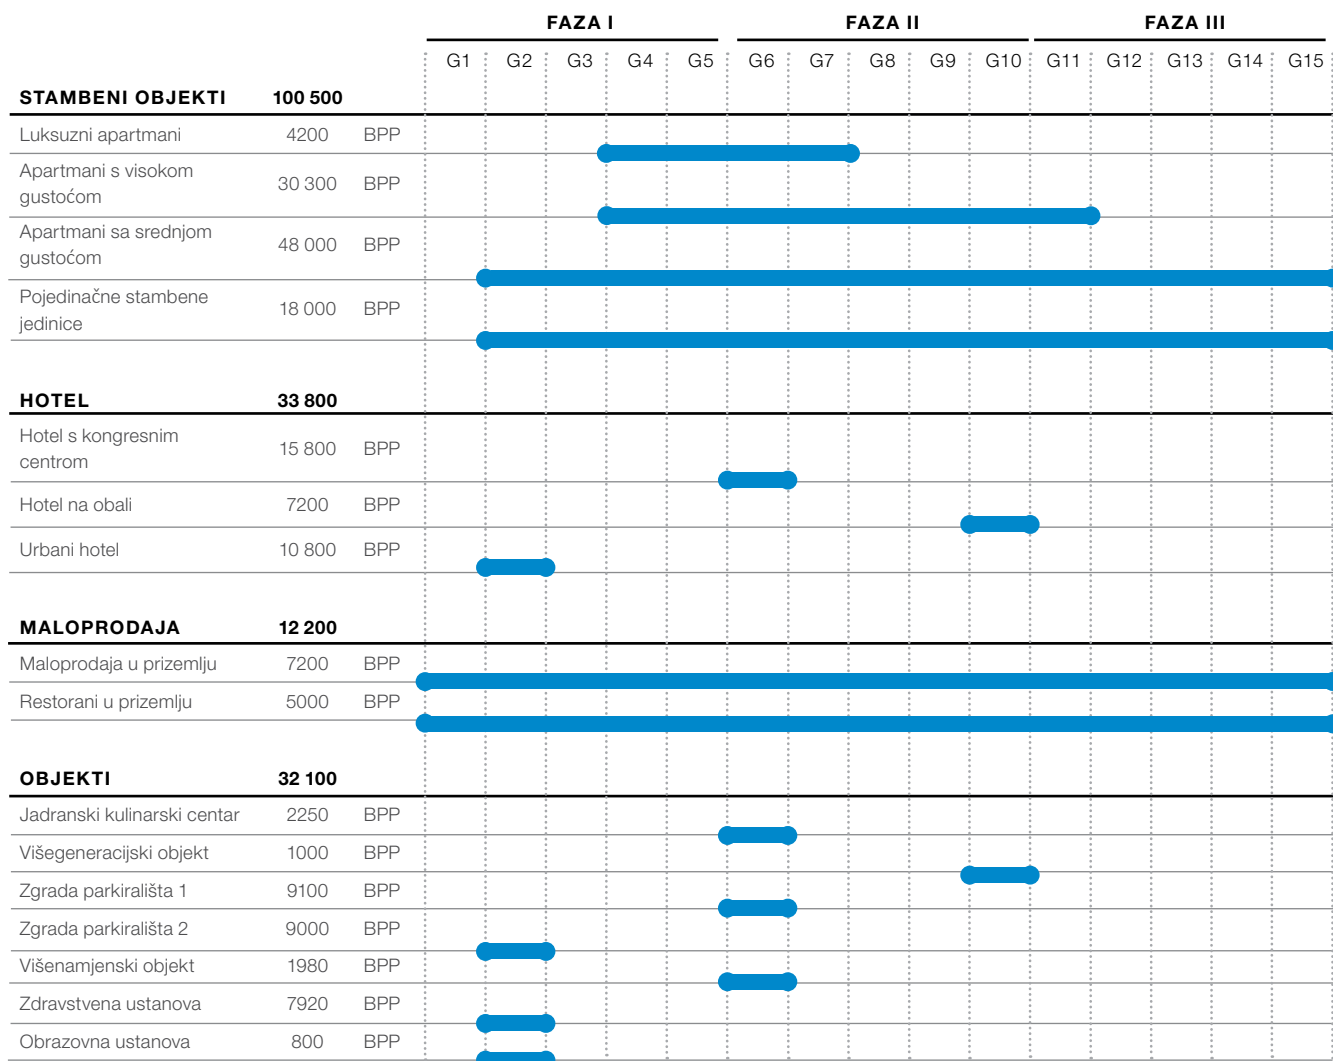 FAZA I FAZA II FAZA III
G1 G2 G3 G4 G5 G6 G7 G8 G9 G10 G11 G12 G13 G14 G15
STAMBENI OBJEKTI 100 500
Luksuzni apartmani 4200 BPP
Apartmani s visokom
gustoćom 30 300 BPP
Apartmani sa srednjom
gustoćom 48 000 BPP
Pojedinačne stambene
jedinice 18 000 BPP
HOTEL 33 800
Hotel s kongresnim
centrom 15 800 BPP
Hotel na obali 7200 BPP
Urbani hotel 10 800 BPP
MALOPRODAJA 12 200
Maloprodaja u prizemlju 7200 BPP
Restorani u prizemlju 5000 BPP
OBJEKTI 32 100
Jadranski kulinarski centar 2250 BPP
Višegeneracijski objekt 1000 BPP
Zgrada parkirališta 1 9100 BPP
Zgrada parkirališta 2 9000 BPP
Višenamjenski objekt 1980 BPP
Zdravstvena ustanova 7920 BPP
Obrazovna ustanova 800 BPP